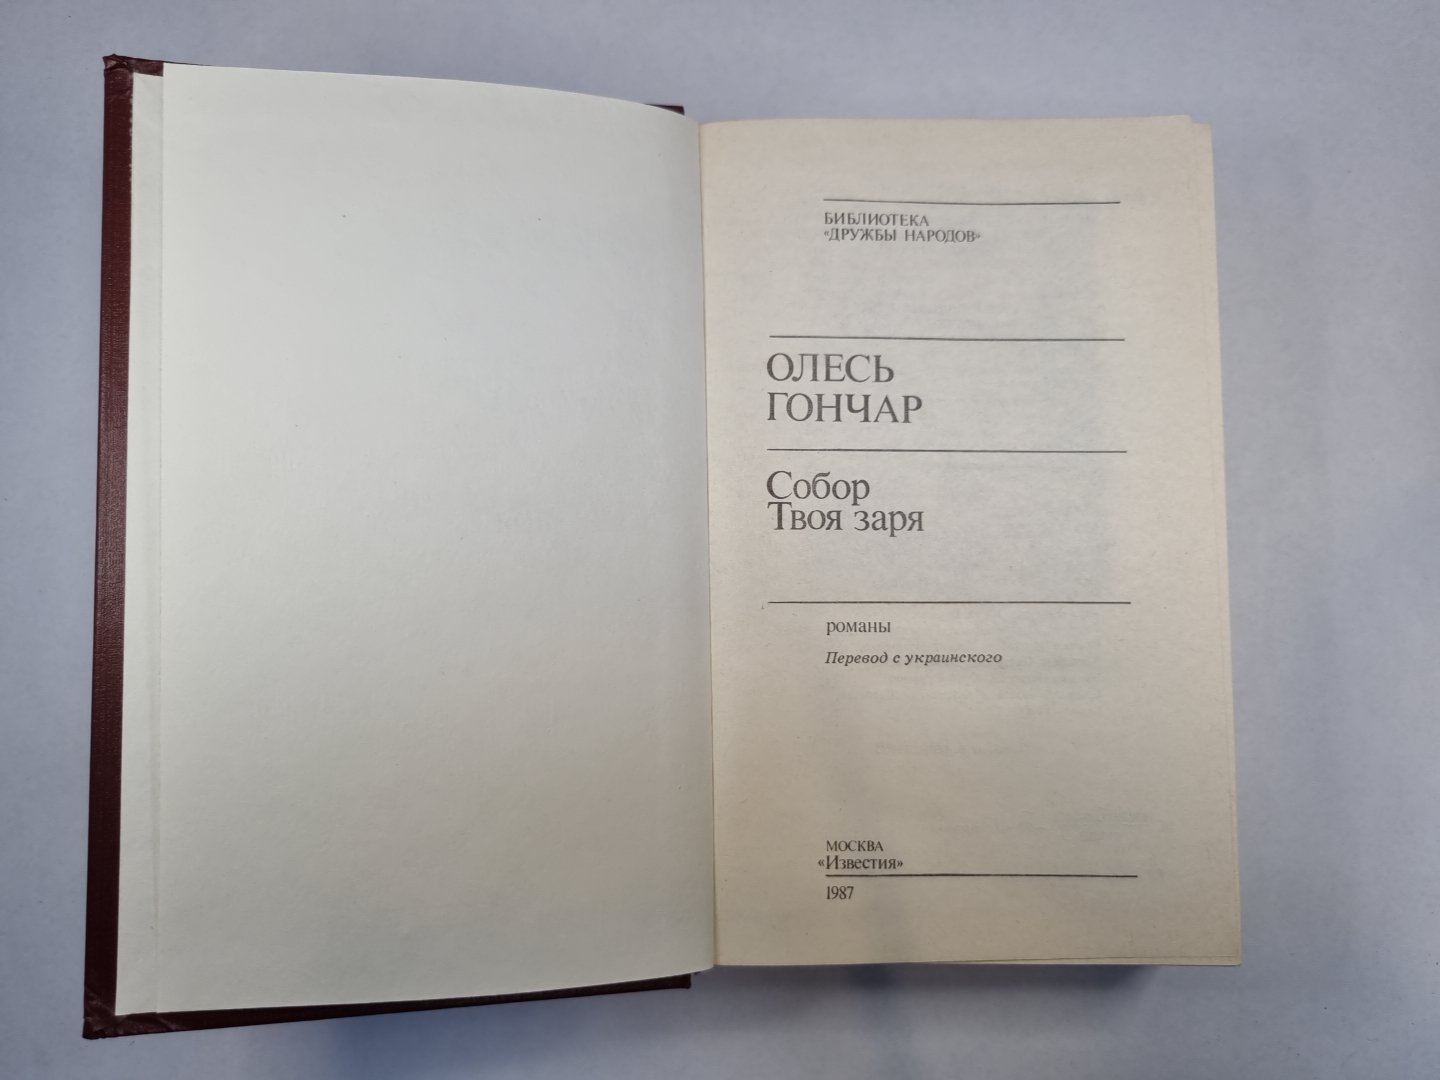 БИБЛИОТЕКА
«ДРУЖБЫ НАРОДОВ»
ОЛЕСЬ
ГОНЧАР
Собор
Твоя заря
романы
Перевод с украинского
МОСКВА
«Известия»
1987